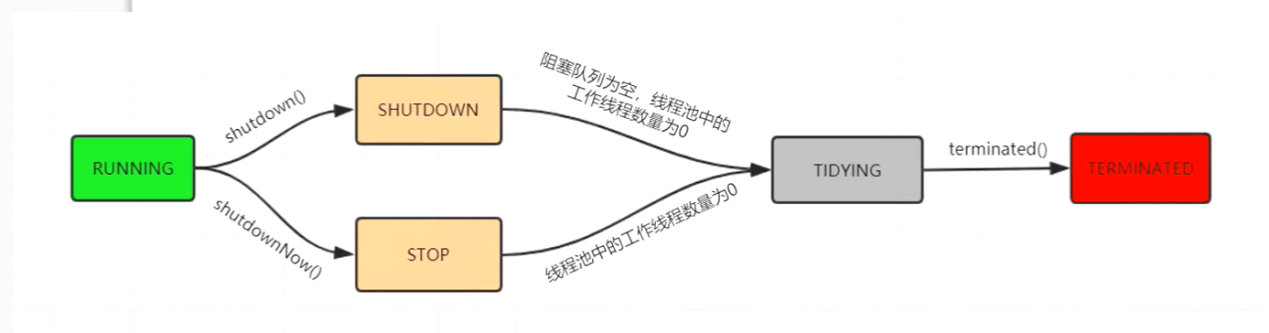 RUNNING
shutdown()
shutdownNow()
SHUTDOWN
STOP
阻塞队列为空，线程池中的
工作线程数量为0
线程池中的工作线程数量为0
TIDYING
terminated()
TERMINATED